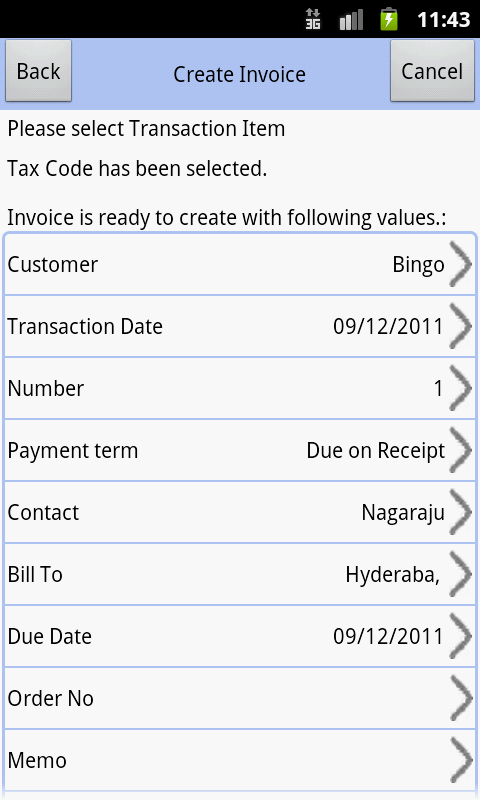 3G 11:43
Back Create Invoice Cancel
Please select Transaction Item
Tax Code has been selected.
Invoice is ready to create with following values.:
Customer Bingo
Transaction Date 09/12/2011
Number 1
Payment term Due on Receipt
Contact Nagaraju
Bill To Hyderaba,
Due Date 09/12/2011
Order No
Memo